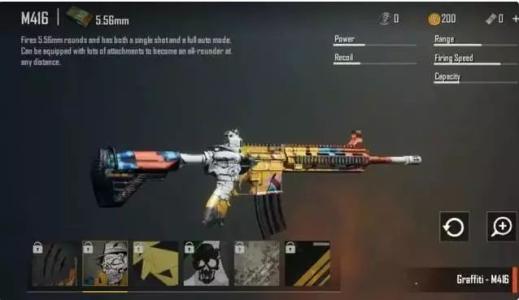 M416 5.56mm
0 200 0 +
Fires 5.56mm rounds and has both a single shot and a full auto mode.
Can be equipped with lots of attachments to become an all-rounder at
any distance.
Power Range
Recoil Firing Speed
Capacity
Graffiti - M416